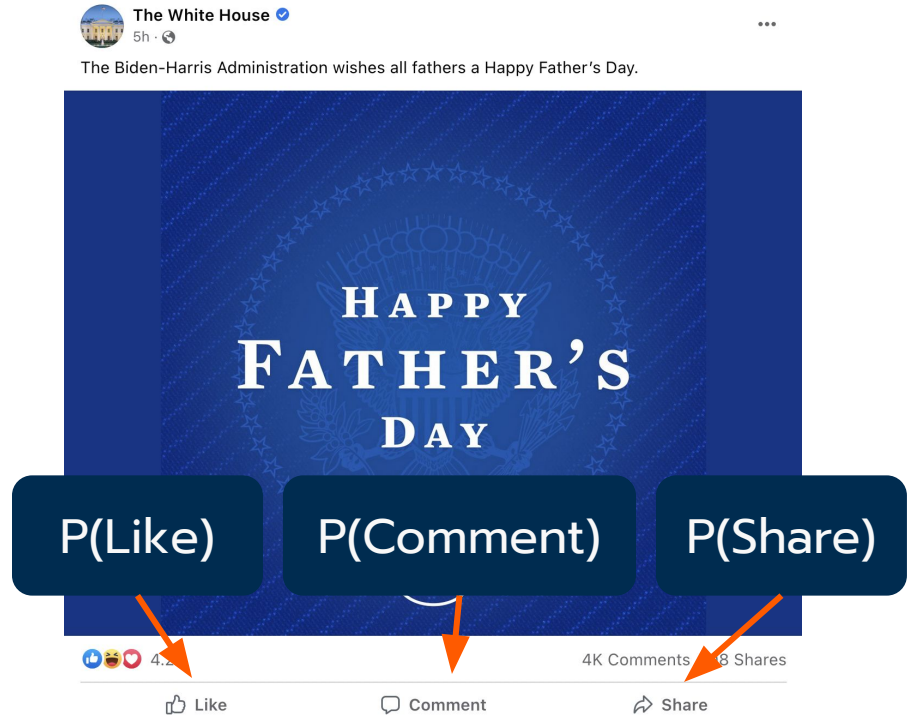 The White House
5h
The Biden-Harris Administration wishes all fathers a Happy Father's Day.
HAPPY
FATHER'S
DAY
P(Like) P(Comment) P(Share)
4K Comments 8 Shares
Like Comment Share